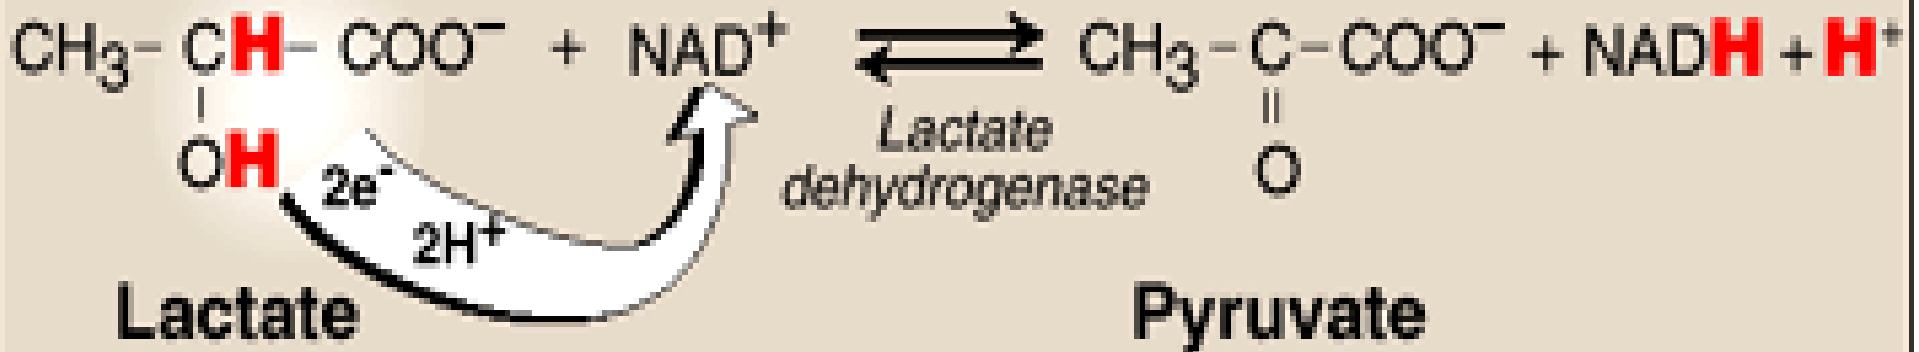 CH₃– CH– COO⁻ + NAD⁺ ⇌ CH₃–C–COO⁻ + NADH + H⁺
OH
O
Lactate
dehydrogenase
2e⁻
2H⁺
Lactate
Pyruvate